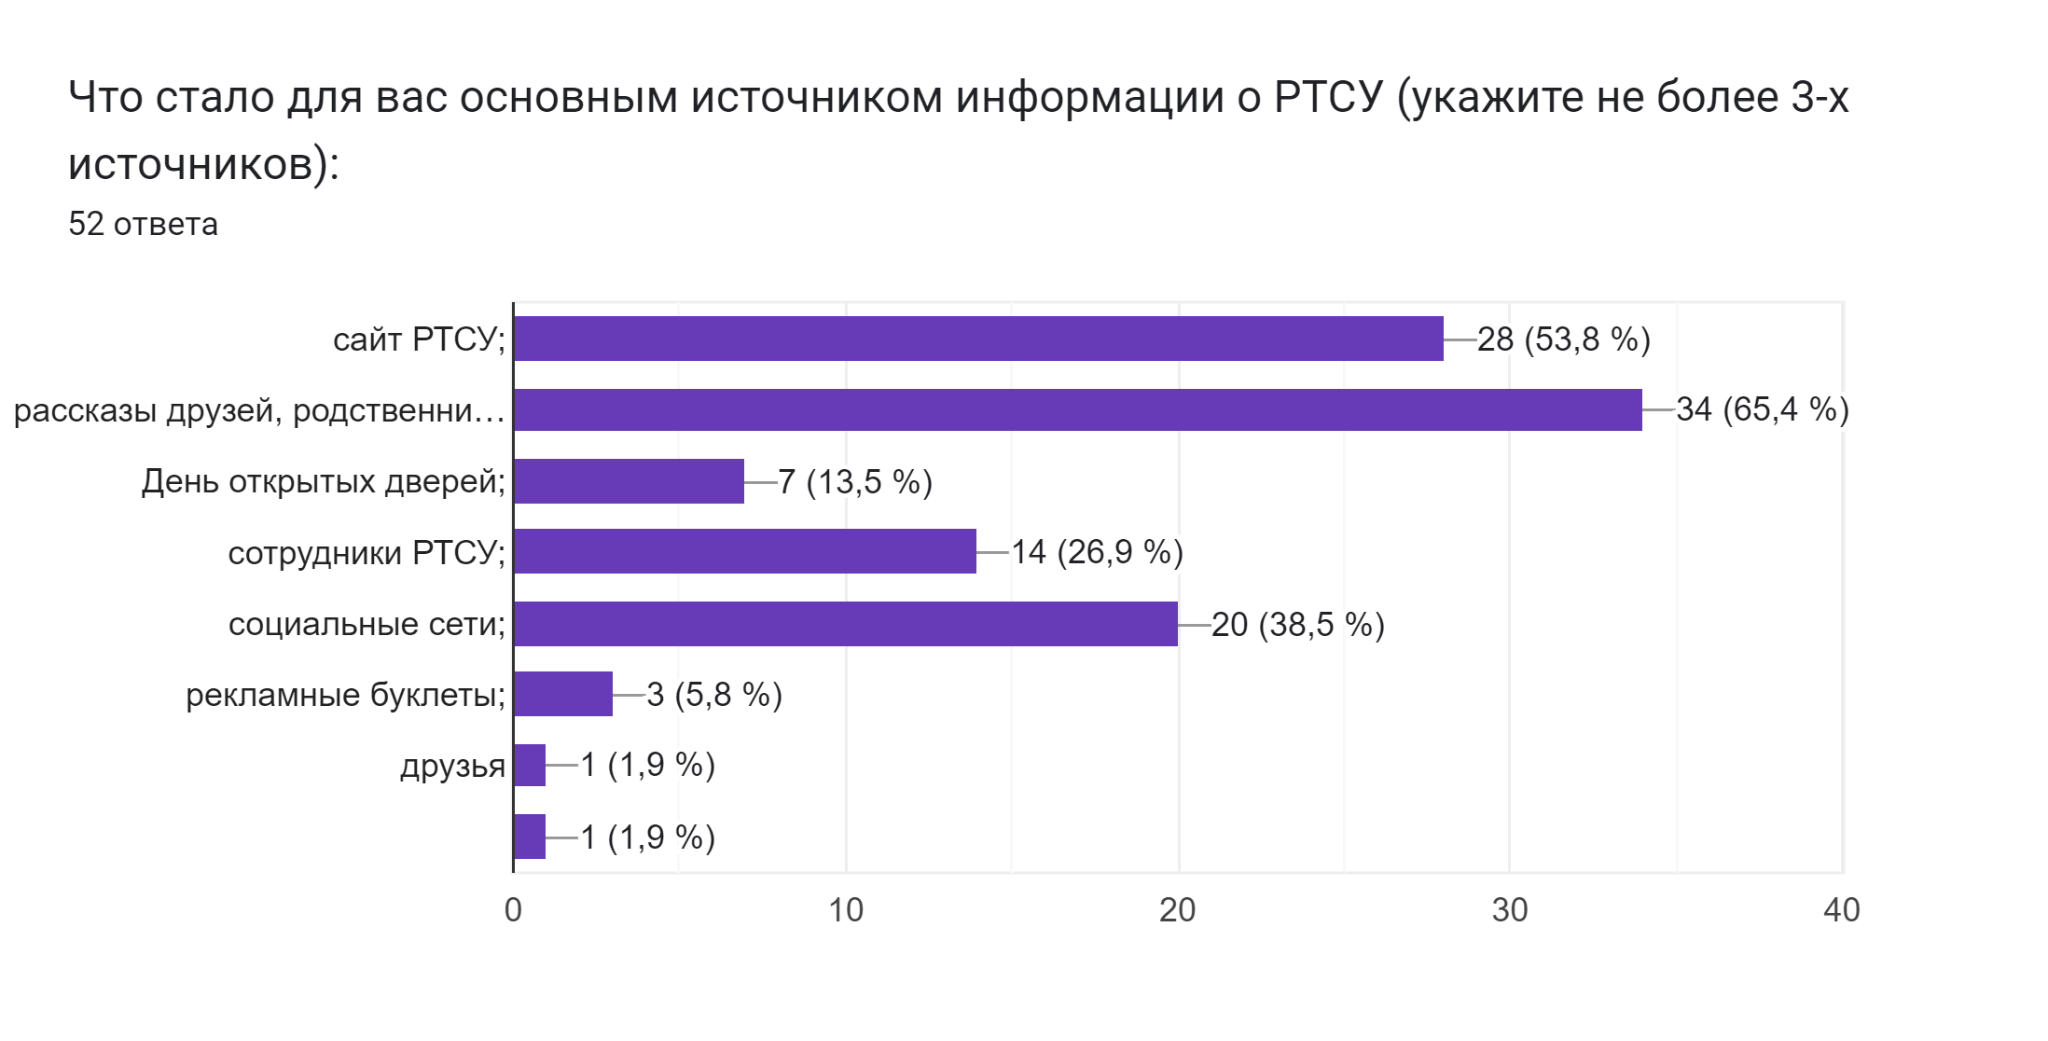 Что стало для вас основным источником информации о РТСУ (укажите не более 3-х
источников):
52 ответа
сайт РТСУ; 28 (53,8 %)
рассказы друзей, родственни… 34 (65,4 %)
День открытых дверей; 7 (13,5 %)
сотрудники РТСУ; 14 (26,9 %)
социальные сети; 20 (38,5 %)
рекламные буклеты; 3 (5,8 %)
друзья 1 (1,9 %)
1 (1,9 %)
0 10 20 30 40